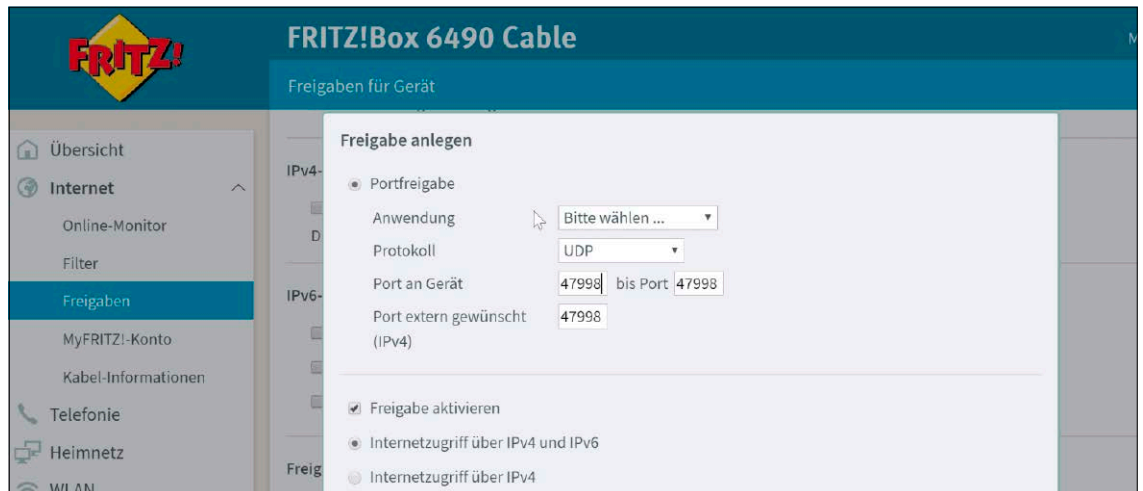 FRITZ!
FRITZ!Box 6490 Cable
M
Freigaben für Gerät
Übersicht
Internet
Online-Monitor
Filter
Freigaben
MyFRITZ!-Konto
Kabel-Informationen
Telefonie
Heimnetz
WLAN
IPv4-
D
IPv6-
Freig
Freigabe anlegen
Portfreigabe
Anwendung Bitte wählen ...
Protokoll UDP
Port an Gerät 47998 bis Port 47998
Port extern gewünscht 47998
(IPv4)
Freigabe aktivieren
Internetzugriff über IPv4 und IPv6
Internetzugriff über IPv4